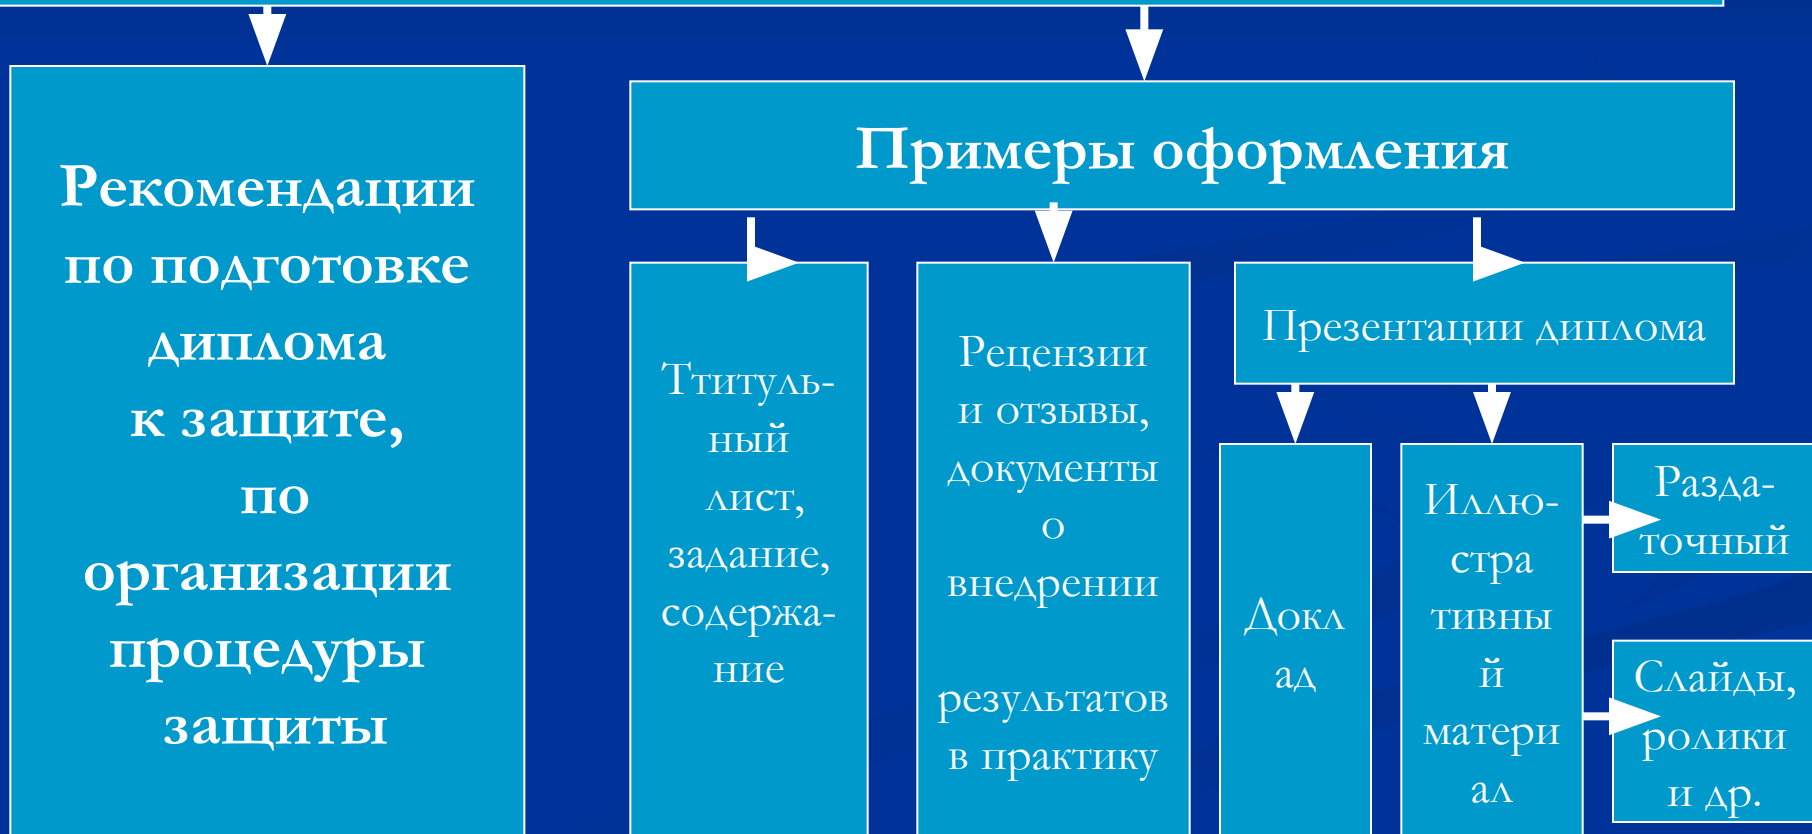 Рекомендации
по подготовке
диплома
к защите,
по
организации
процедуры
защиты
Примеры оформления
Ттитуль-
ный
лист,
задание,
содержа-
ние
Рецензии
и отзывы,
документы
о
внедрении
результатов
в практику
Презентации диплома
Докл
ад
Иллю-
стра
тивны
й
матери
ал
Разда-
точный
Слайды,
ролики
и др.